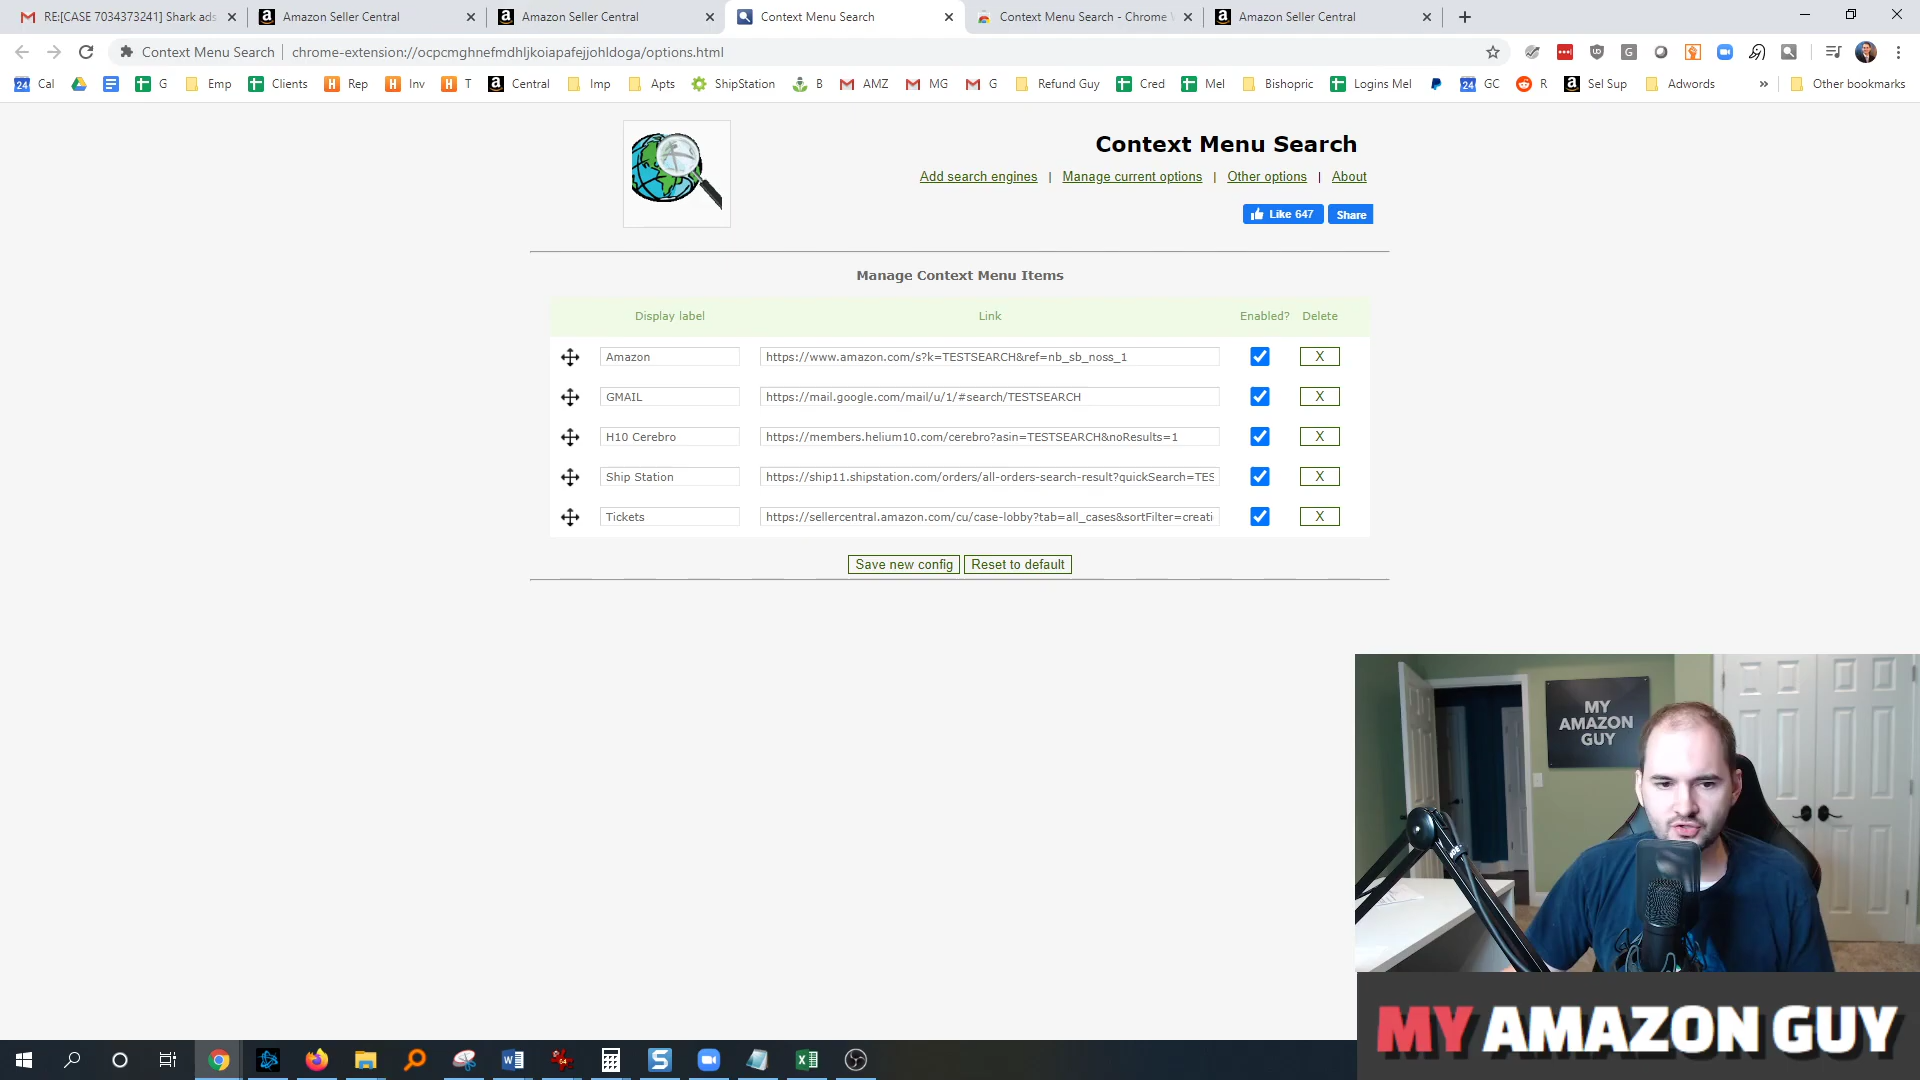 RE:[CASE 7034373241] Shark ads
Amazon Seller Central
Amazon Seller Central
Context Menu Search
Context Menu Search - Chrome
Amazon Seller Central
Context Menu Search
chrome-extension://ocpcmghnefmdhljkoiapafejjohldoga/options.html
24 Cal
G
Emp
Clients
H Rep
H Inv
H T
a Central
Imp
Apts
ShipStation
B
AMZ
MG
G
Refund Guy
Cred
Mel
Bishopric
Logins Mel
24 GC
R
a Sel Sup
Adwords
»
Other bookmarks
Context Menu Search
Add search engines | Manage current options | Other options | About
Like 647 Share
Manage Context Menu Items
Display label Link Enabled? Delete
Amazon https://www.amazon.com/s?k=TESTSEARCH&ref=nb_sb_noss_1 X
GMAIL https://mail.google.com/mail/u/1/#search/TESTSEARCH X
H10 Cerebro https://members.helium10.com/cerebro?asin=TESTSEARCH&noResults=1 X
Ship Station https://ship11.shipstation.com/orders/all-orders-search-result?quickSearch=TES X
Tickets https://sellercentral.amazon.com/cu/case-lobby?tab=all_cases&sortFilter=creati X
Save new config Reset to default
MY
AMAZON
GUY
MY AMAZON GUY